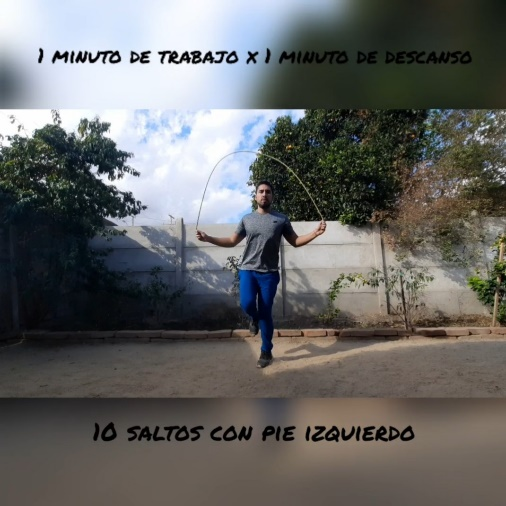 1 minuto de trabajo x 1 minuto de descanso
10 saltos con pie izquierdo